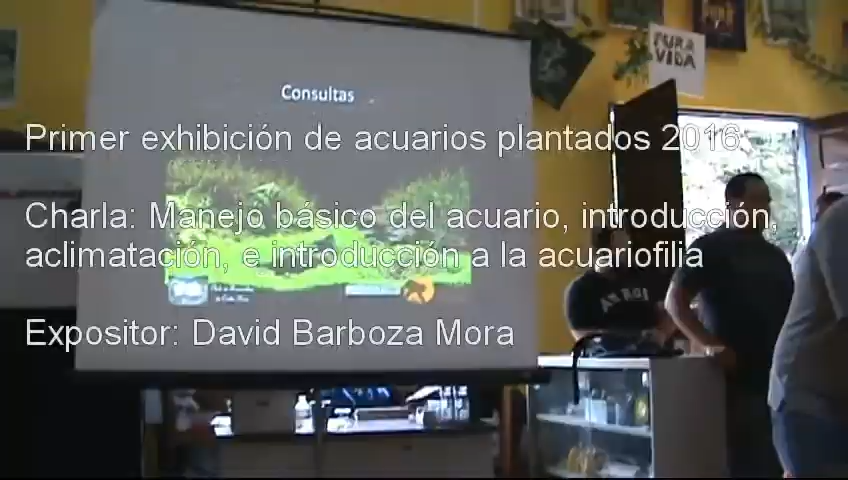 PURA
VIDA
Consultas
Primer exhibición de acuarios plantados 2016
Charla: Manejo básico del acuario, introducción,
aclimatación, e introducción a la acuariofilia
Expositor: David Barboza Mora